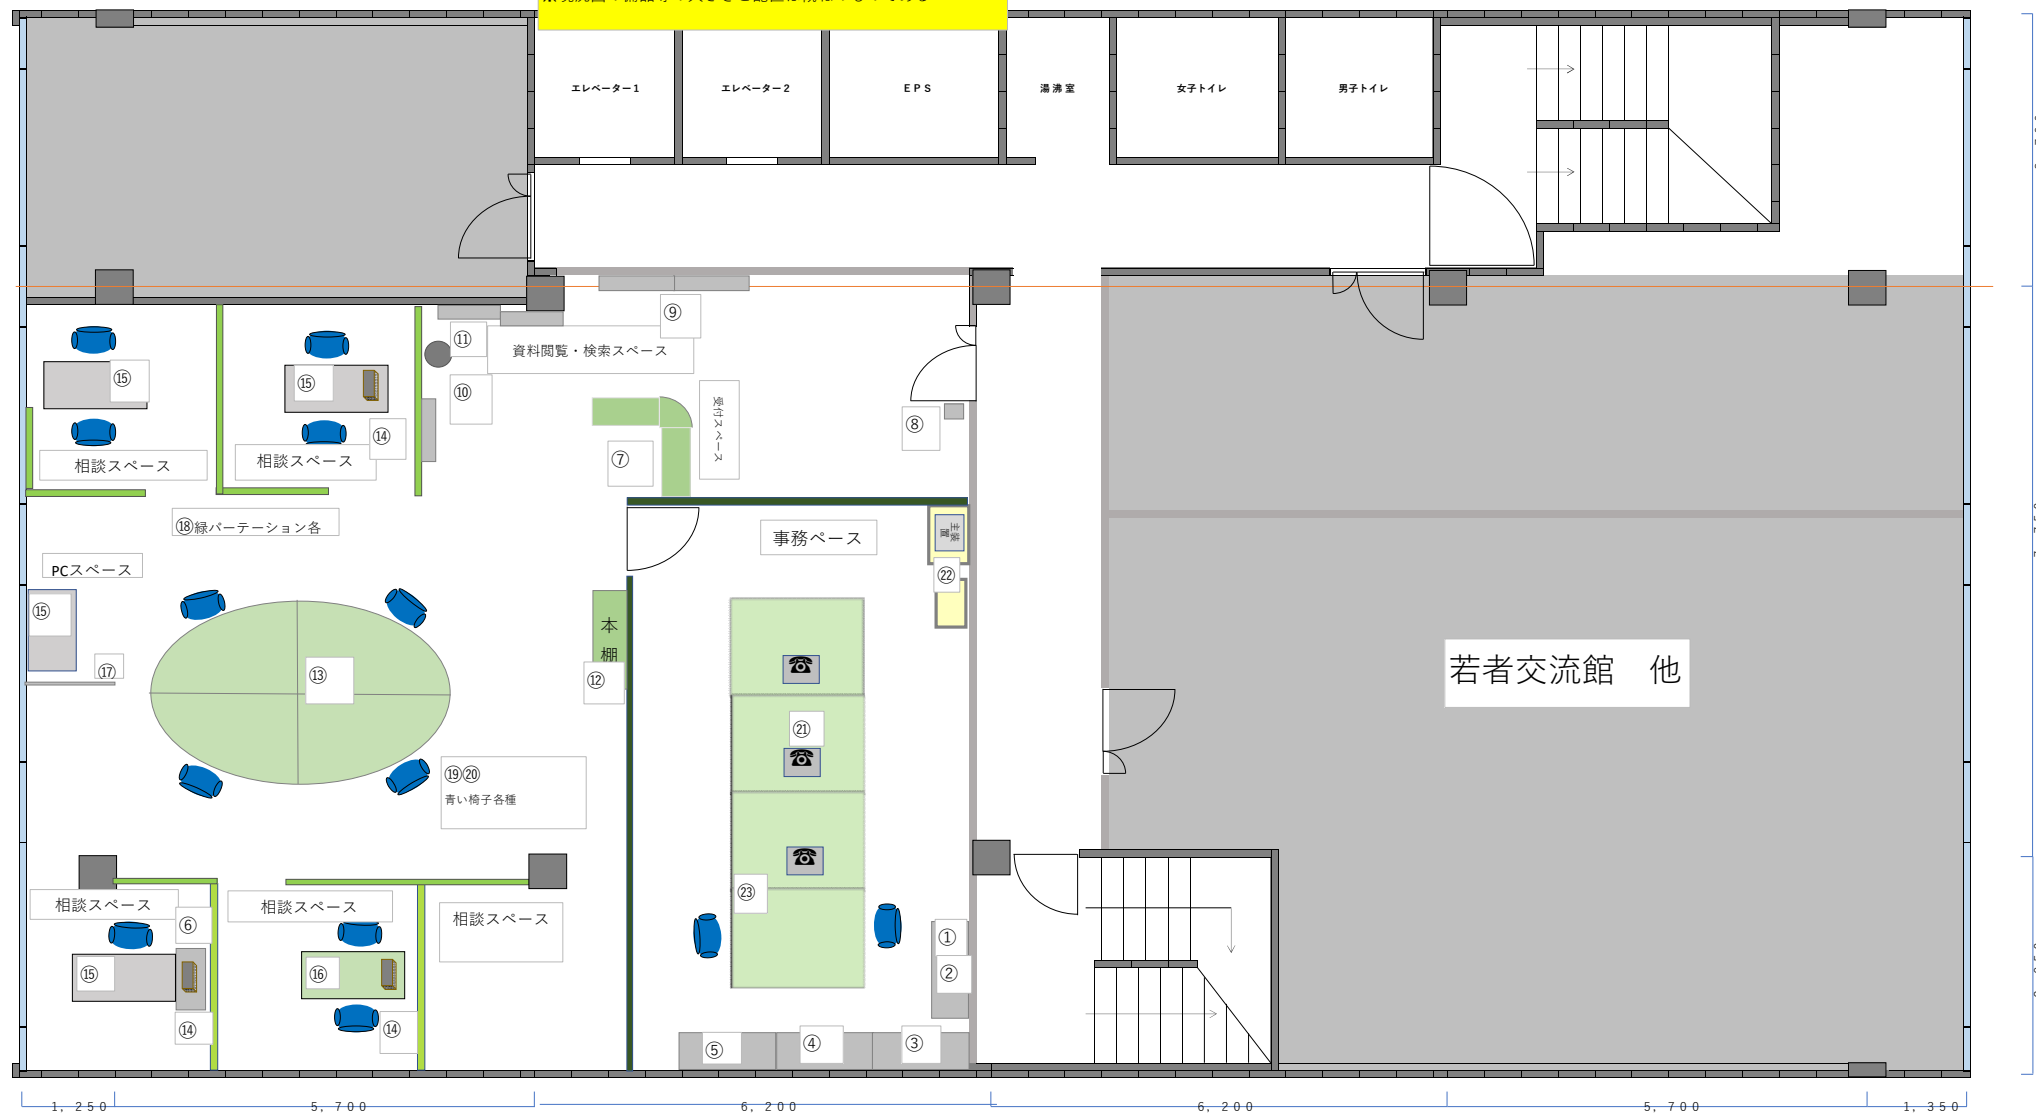 エレベーター1
エレベーター2
EPS
湯沸室
女子トイレ
男子トイレ
⑨
⑪
資料閲覧・検索スペース
⑮
⑮
⑩
受付スペース
⑧
⑭
相談スペース
相談スペース
⑦
⑱緑パーテーション各
事務ペース
主装置
PCスペース
㉒
⑮
本棚
⑰
⑬
⑫
若者交流館　他
㉑
⑲⑳
青い椅子各種
㉓
相談スペース
⑥
相談スペース
相談スペース
①
⑮
⑯
②
⑭
⑭
⑤
④
③
1, 250
5, 700
6, 200
6, 200
5, 700
1, 350